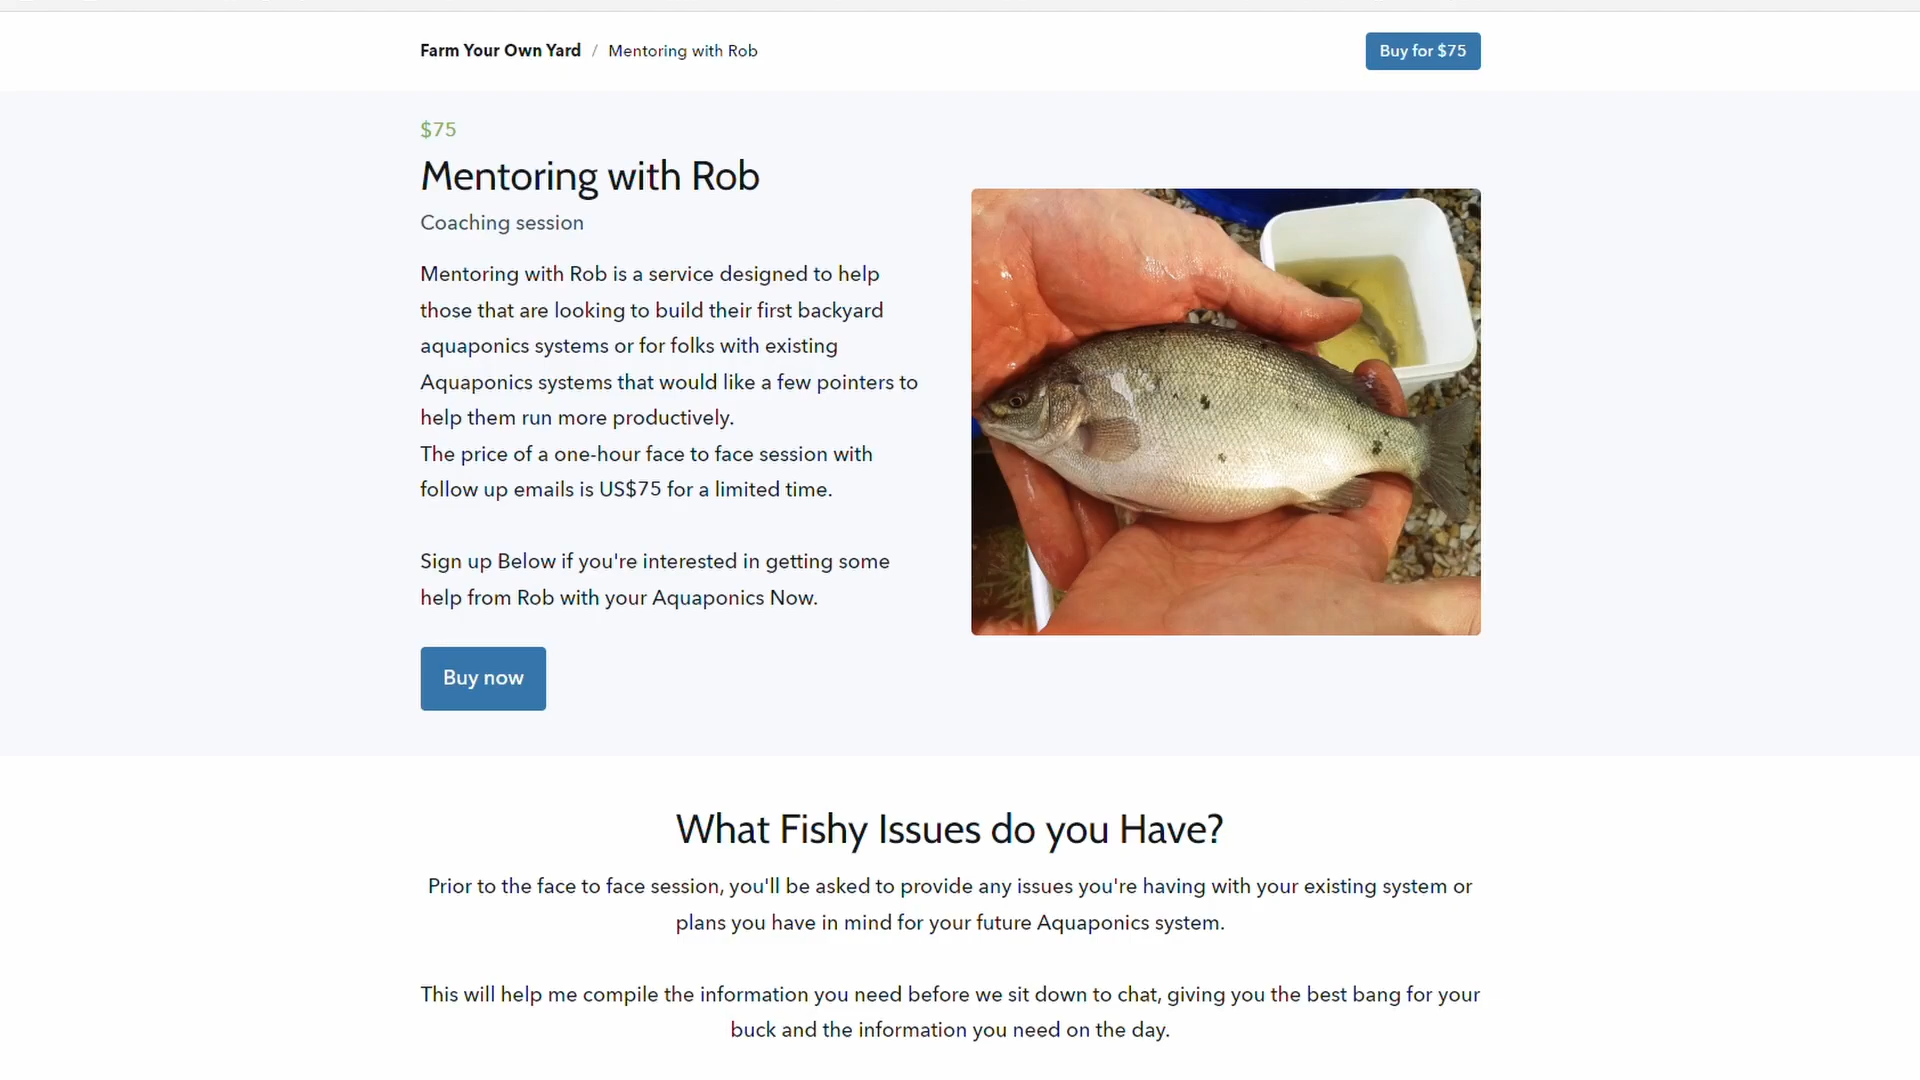 Farm Your Own Yard / Mentoring with Rob
Buy for $75
$75
Mentoring with Rob
Coaching session
Mentoring with Rob is a service designed to help
those that are looking to build their first backyard
aquaponics systems or for folks with existing
Aquaponics systems that would like a few pointers to
help them run more productively.
The price of a one-hour face to face session with
follow up emails is US$75 for a limited time.
Sign up Below if you're interested in getting some
help from Rob with your Aquaponics Now.
Buy now
What Fishy Issues do you Have?
Prior to the face to face session, you'll be asked to provide any issues you're having with your existing system or
plans you have in mind for your future Aquaponics system.
This will help me compile the information you need before we sit down to chat, giving you the best bang for your
buck and the information you need on the day.